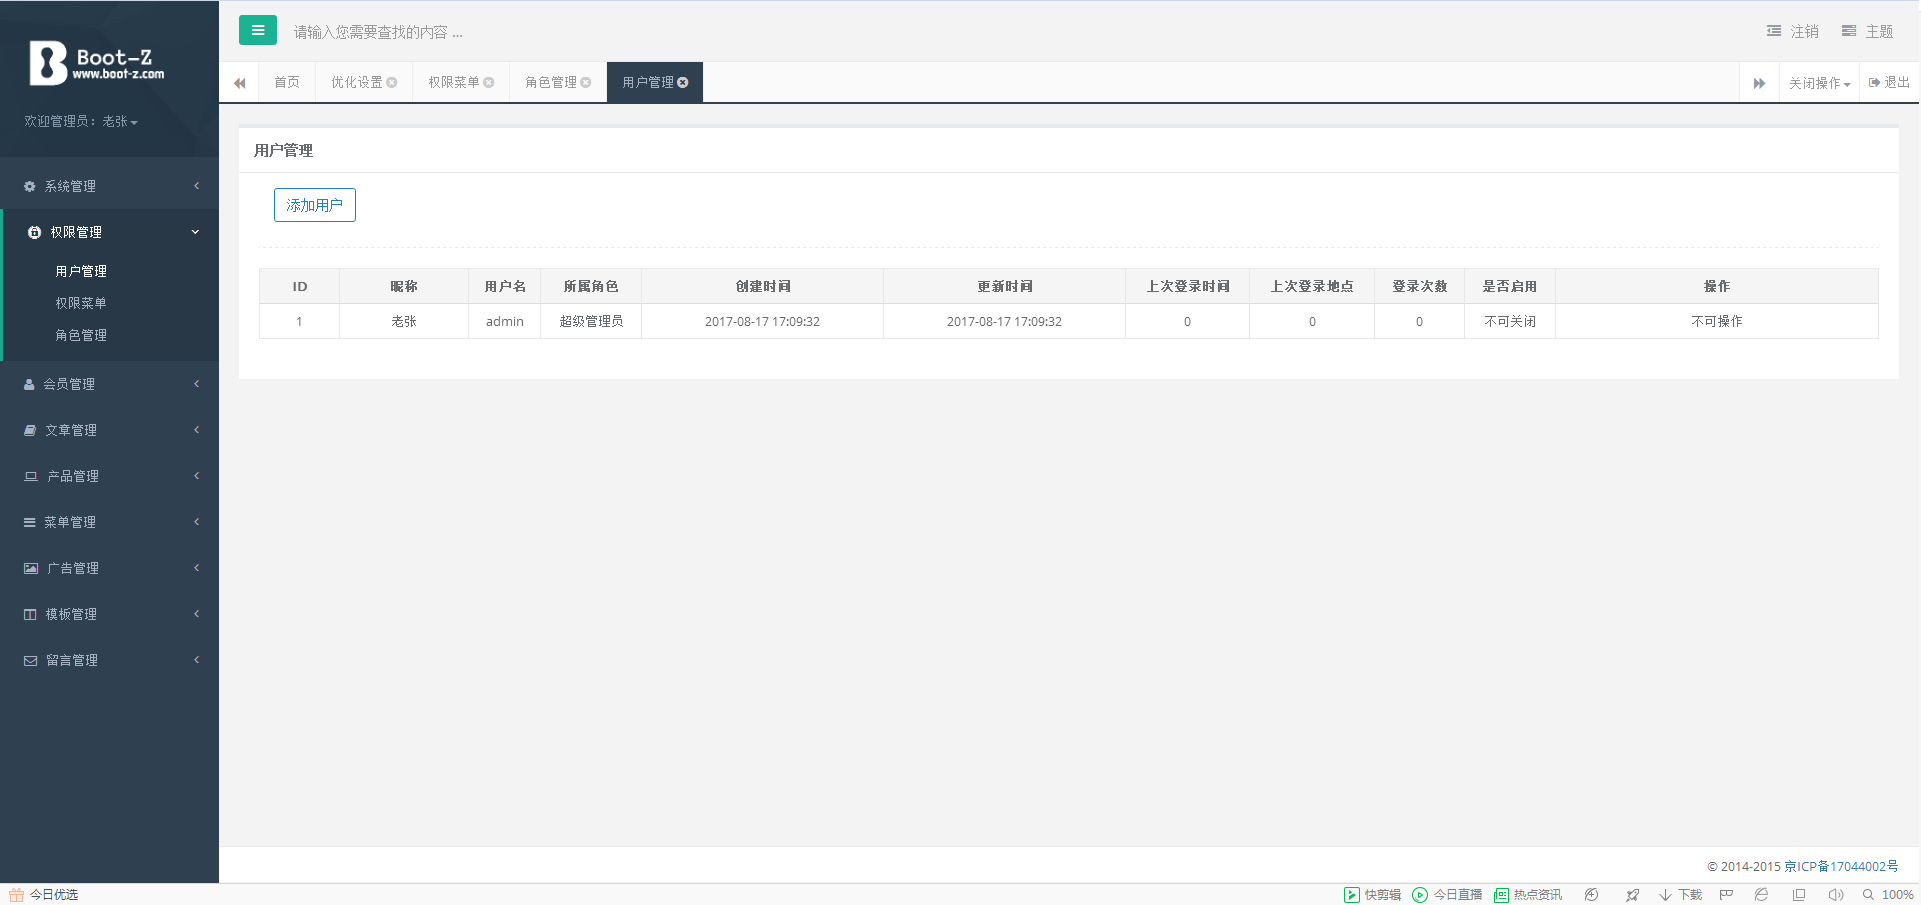 Boot-Z
www.boot-z.com
欢迎管理员：老张
系统管理
权限管理
用户管理
权限菜单
角色管理
会员管理
文章管理
产品管理
菜单管理
广告管理
模板管理
留言管理
请输入您需要查找的内容 ...
注销 主题
首页 优化设置 权限菜单 角色管理 用户管理 关闭操作 退出
用户管理
添加用户
ID 昵称 用户名 所属角色 创建时间 更新时间 上次登录时间 上次登录地点 登录次数 是否启用 操作
1 老张 admin 超级管理员 2017-08-17 17:09:32 2017-08-17 17:09:32 0 0 0 不可关闭 不可操作
© 2014-2015 京ICP备17044002号
今日优选 快剪辑 今日直播 热点资讯 下载 100%